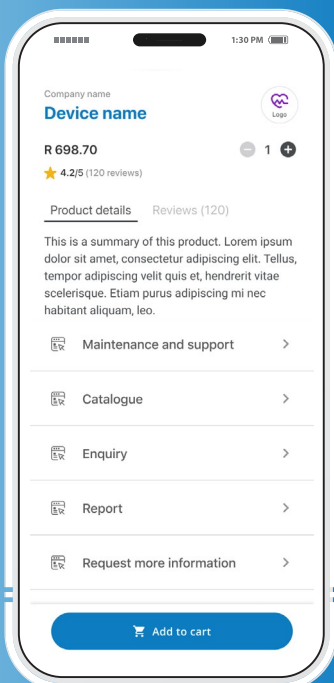 1:30 PM
Company name
Device name
Logo
R 698.70
1
4.2/5 (120 reviews)
Product details
Reviews (120)
This is a summary of this product. Lorem ipsum
dolor sit amet, consectetur adipiscing elit. Tellus,
tempor adipiscing velit quis et, hendrerit vitae
scelerisque. Etiam purus adipiscing mi nec
habitant aliquam, leo.
Maintenance and support
Catalogue
Enquiry
Report
Request more information
Add to cart